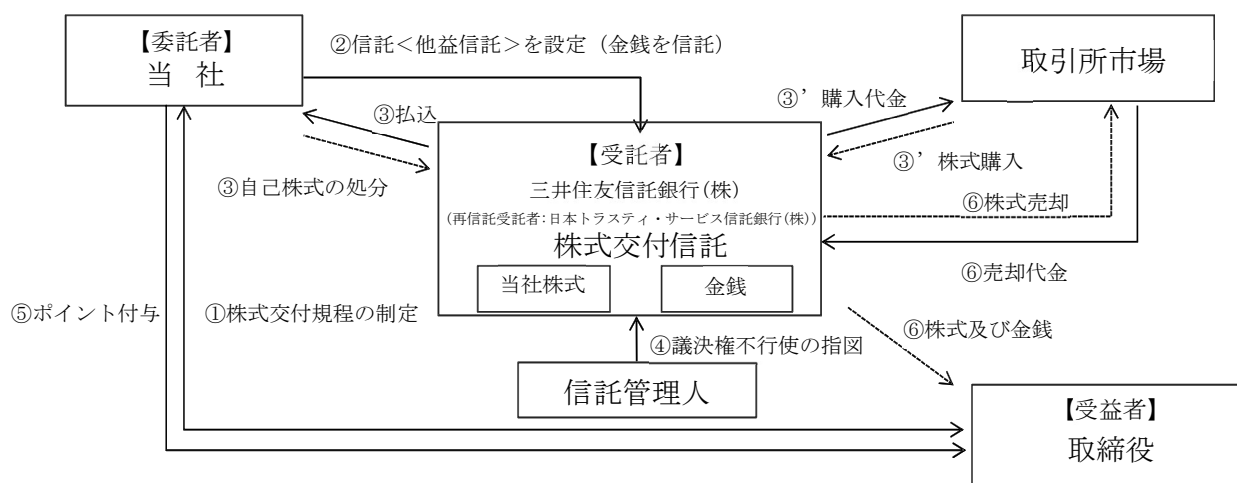 【委託者】
当 社
②信託<他益信託>を設定（金銭を信託）
取引所市場
③払込
③自己株式の処分
③’購入代金
③’株式購入
【受託者】
三井住友信託銀行(株)
(再信託受託者:日本トラスティ・サービス信託銀行(株))
株式交付信託
当社株式
金銭
⑥株式売却
⑥売却代金
⑤ポイント付与
①株式交付規程の制定
④議決権不行使の指図
⑥株式及び金銭
信託管理人
【受益者】
取締役